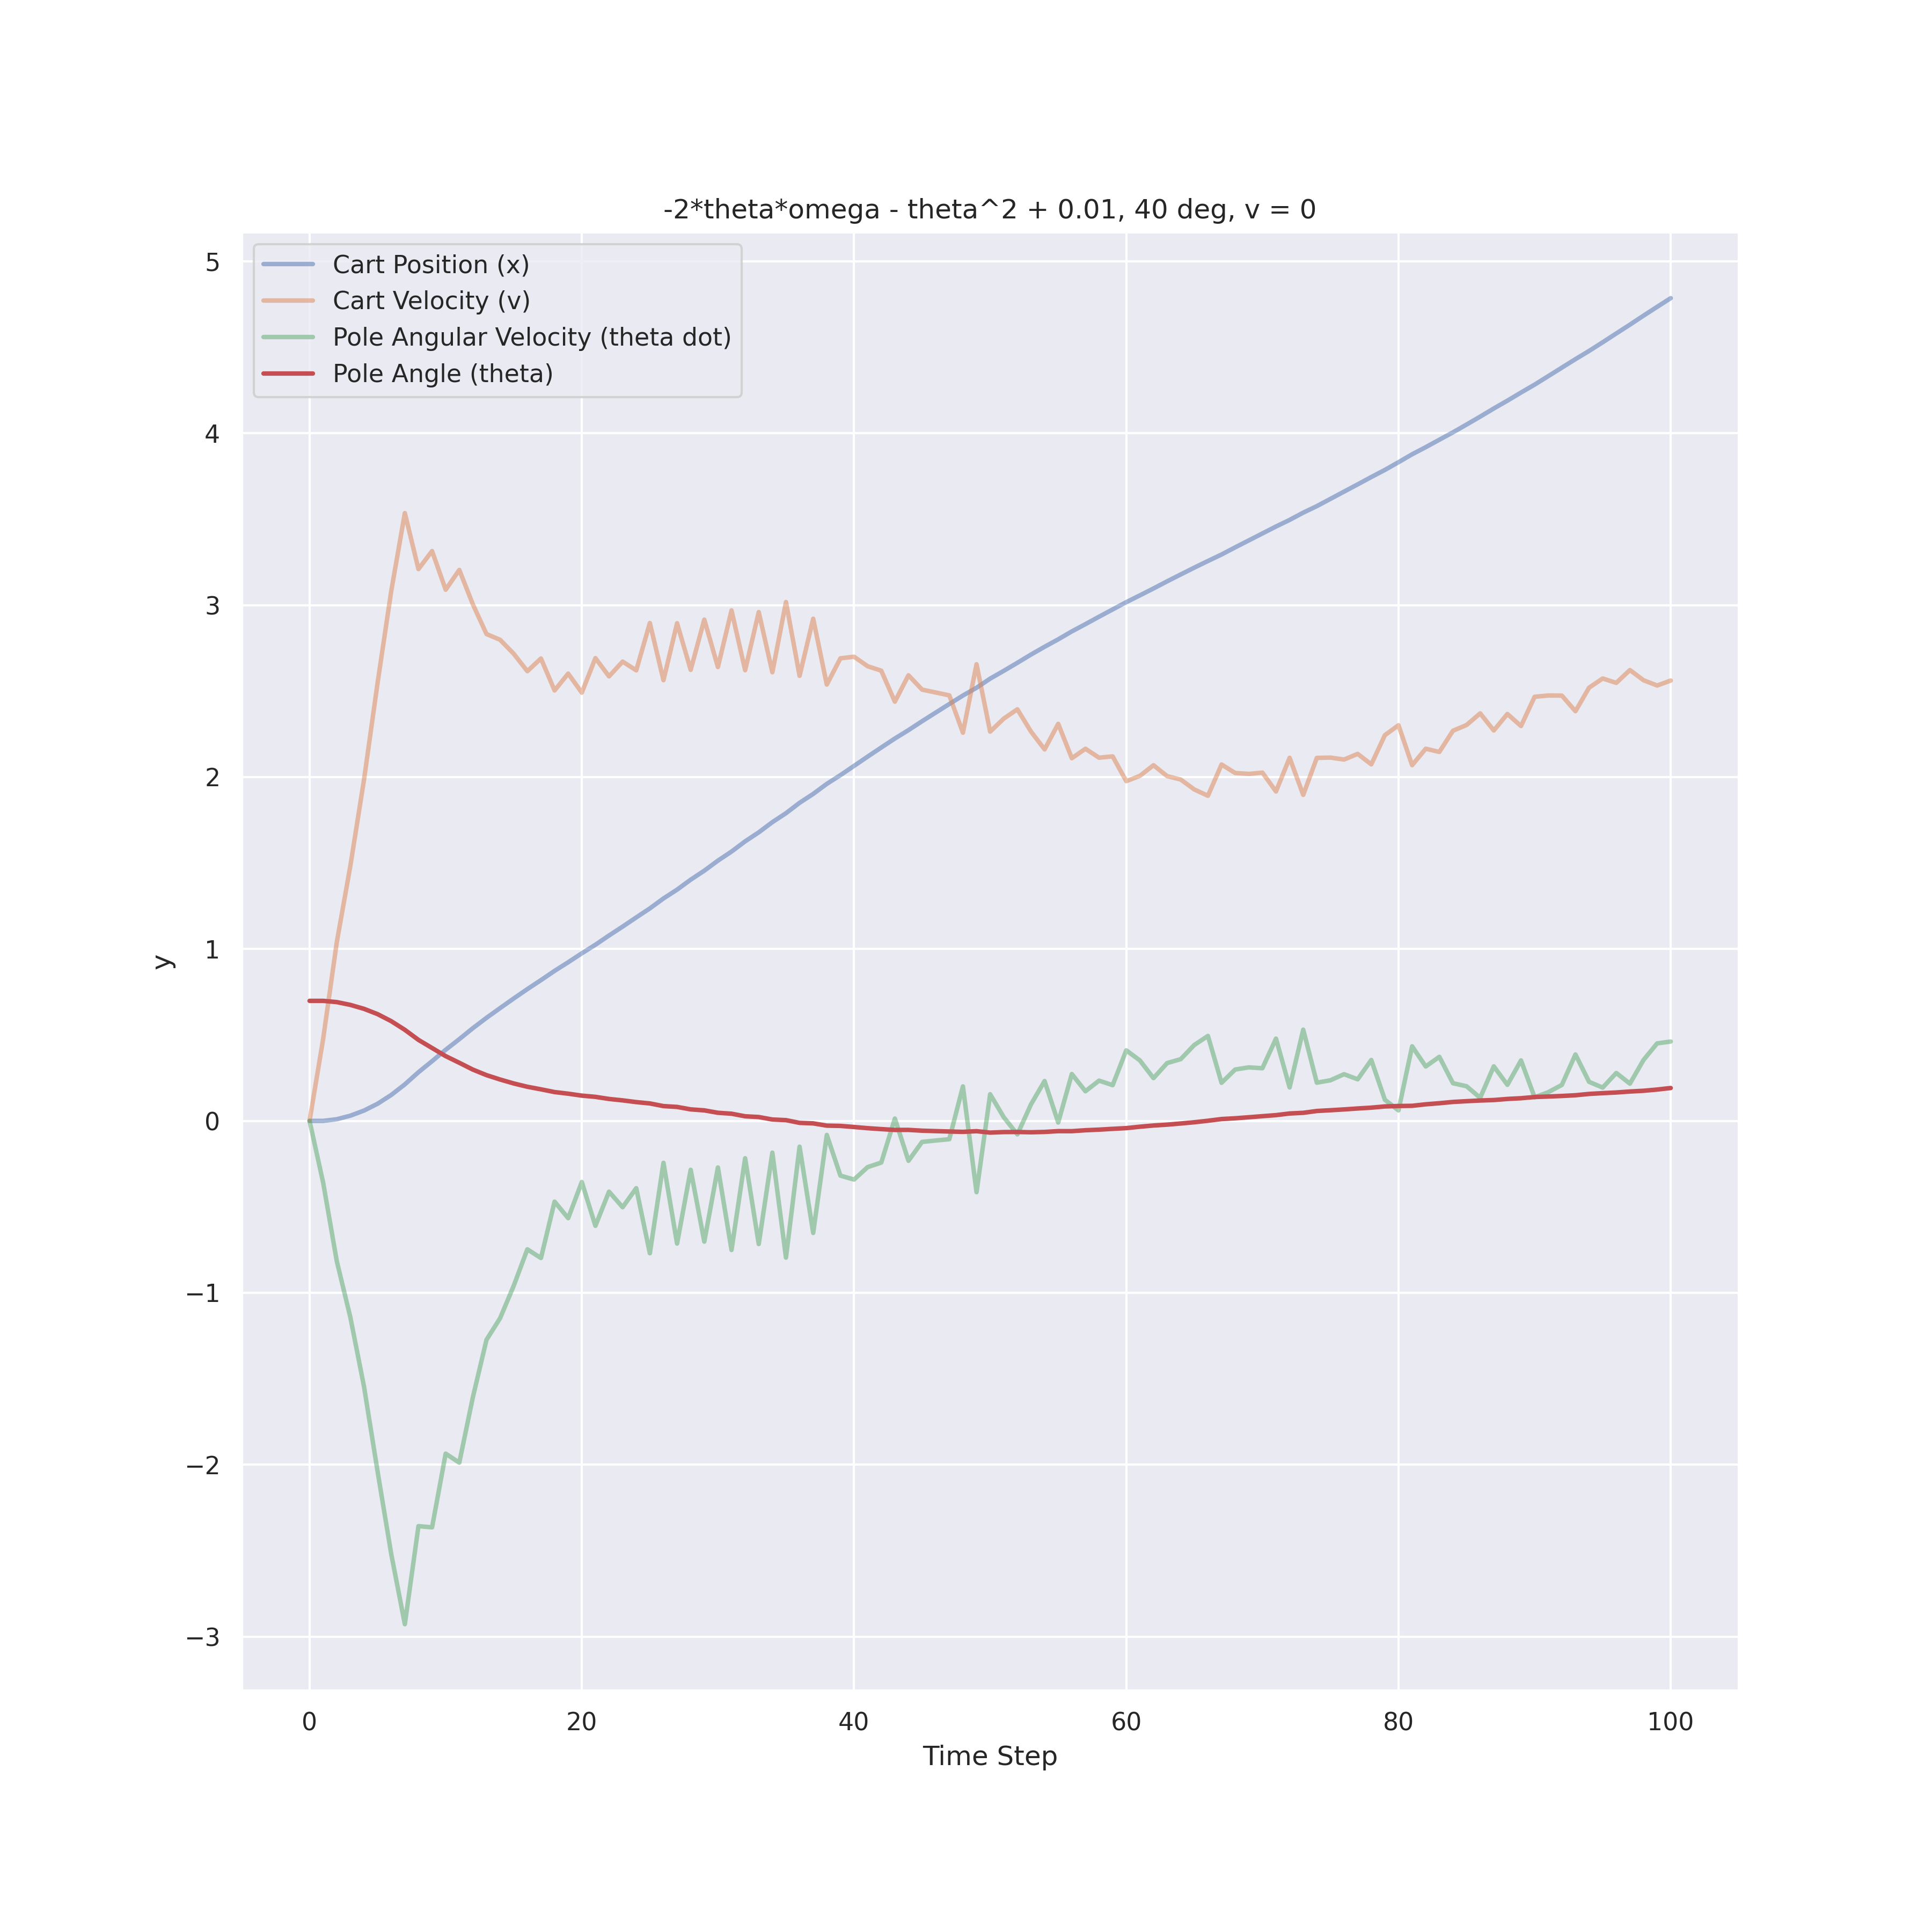 -2*theta*omega - theta^2 + 0.01, 40 deg, v = 0
Cart Position (x)
Cart Velocity (v)
Pole Angular Velocity (theta dot)
Pole Angle (theta)
5
4
3
2
1
0
−1
−2
−3
y
0 20 40 60 80 100
Time Step